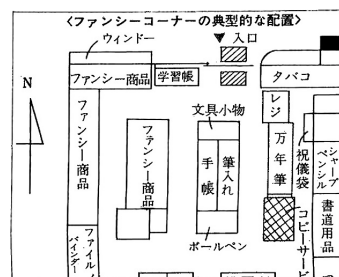 〈ファンシーコーナーの典型的な配置〉
ウィンドー
▼入口
N
ファンシー商品
学習帳
タバコ
レジ
文具小物
ファンシー商品
ファンシー商品
手帳
筆入れ
万年筆
祝儀袋
シャープペンシル
ボールペン
コピーサービ
書道用品
ファイル/
バインダー